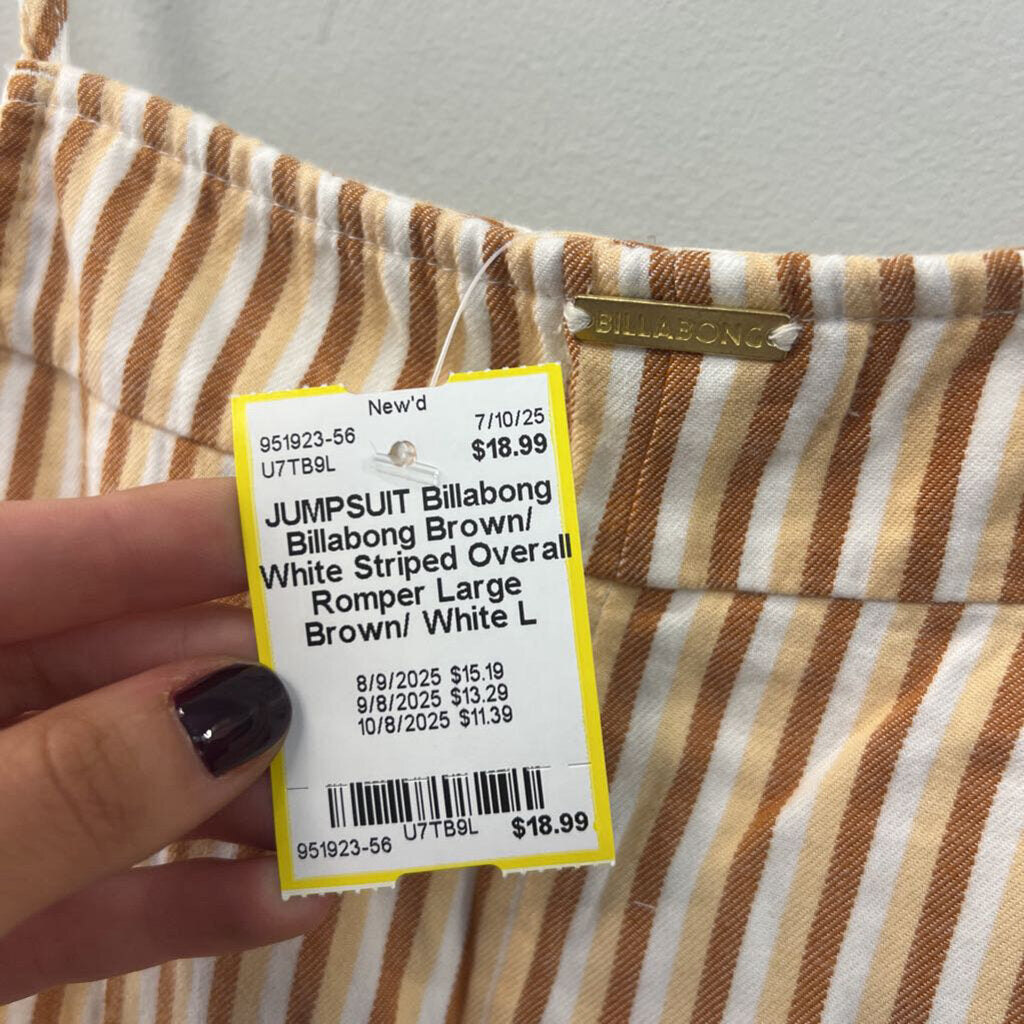 BILLABONG
New'd
951923-56 7/10/25
U7TB9L $18.99
JUMPSUIT Billabong
Billabong Brown/
White Striped Overall
Romper Large
Brown/ White L
8/9/2025 $15.19
9/8/2025 $13.29
10/8/2025 $11.39
951923-56 U7TB9L $18.99